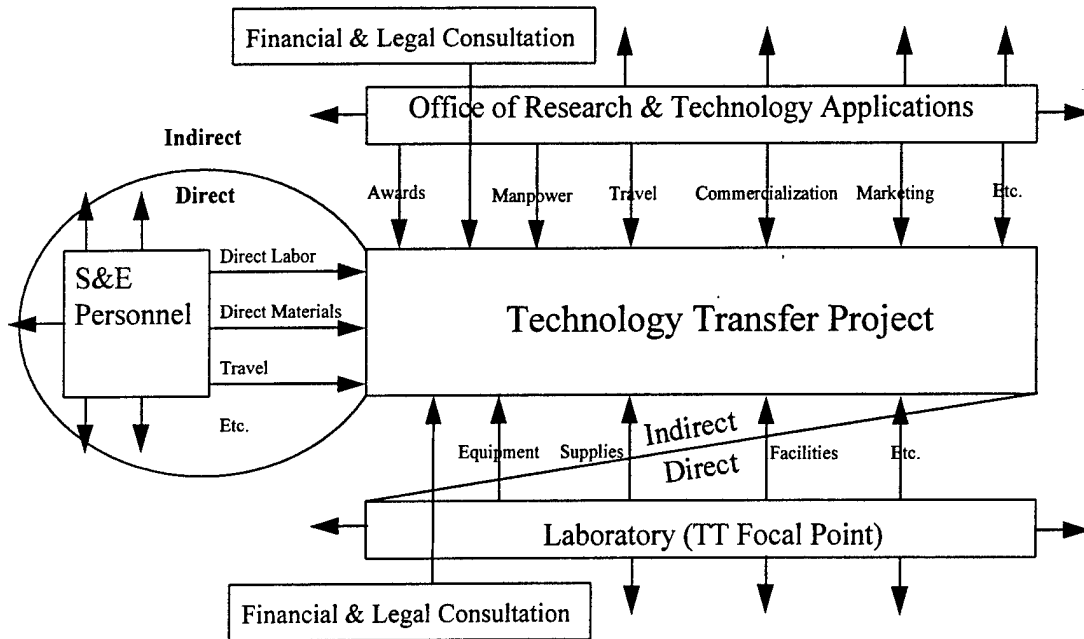 Financial & Legal Consultation
Office of Research & Technology Applications
Indirect
Direct
Awards
Manpower
Travel
Commercialization
Marketing
Etc.
S&E
Personnel
Direct Labor
Direct Materials
Travel
Etc.
Technology Transfer Project
Equipment
Supplies
Indirect
Direct
Facilities
Etc.
Laboratory (TT Focal Point)
Financial & Legal Consultation